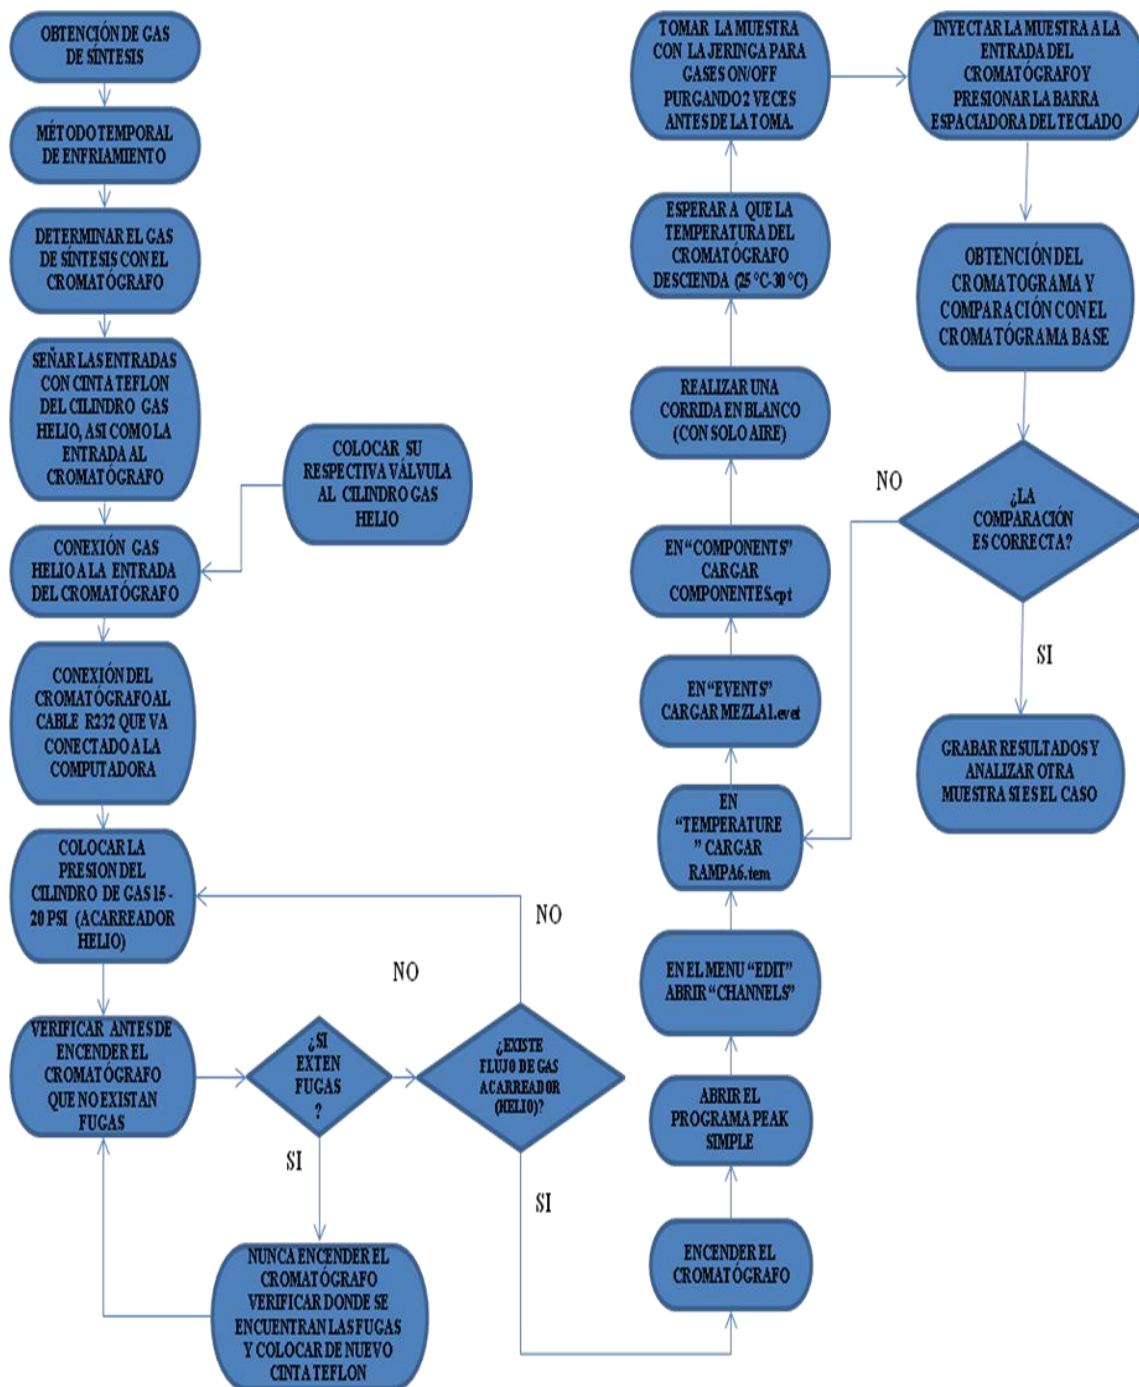 OBTENCIÓN DE GAS
DE SÍNTESIS
MÉTODO TEMPORAL
DE ENFRIAMIENTO
DETERMINAR EL GAS
DE SÍNTESIS CON EL
CROMATÓGRAFO
SEÑAR LAS ENTRADAS
CON CINTA TEFLON
DEL CILINDRO GAS
HELIO, ASI COMO LA
ENTRADA AL
CROMATÓGRAFO
COLOCAR SU
RESPECTIVA VÁLVULA
AL CILINDRO GAS
HELIO
CONEXIÓN GAS
HELIO A LA ENTRADA
DEL CROMATÓGRAFO
CONEXIÓN DEL
CROMATÓGRAFO AL
CABLE R232 QUE VA
CONECTADO A LA
COMPUTADORA
COLOCAR LA
PRESION DEL
CILINDRO DE GAS 15 -
20 PSI (ACARREADOR
HELIO)
VERIFICAR ANTES DE
ENCENDER EL
CROMATÓGRAFO
QUE NO EXISTAN
FUGAS
¿SI
EXTEN
FUGAS
?
NO
SI
NUNCA ENCENDER EL
CROMATÓGRAFO
VERIFICAR DONDE SE
ENCUENTRAN LAS FUGAS
Y COLOCAR DE NUEVO
CINTA TEFLON
¿EXISTE
FLUJO DE GAS
ACARREADOR
(HELIO)?
NO
SI
ENCENDER EL
CROMATÓGRAFO
ABRIR EL
PROGRAMA PEAK
SIMPLE
EN EL MENU “EDIT”
ABRIR “CHANNELS”
EN
“TEMPERATURE
” CARGAR
RAMPA6.tem
EN “EVENTS”
CARGAR MEZLA1.evet
EN “COMPONENTS”
CARGAR
COMPONENTES.cpt
REALIZAR UNA
CORRIDA EN BLANCO
(CON SOLO AIRE)
ESPERAR A QUE LA
TEMPERATURA DEL
CROMATÓGRAFO
DESCIENDA (25 °C-30 °C)
TOMAR LA MUESTRA
CON LA JERINGA PARA
GASES ON/OFF
PURGANDO 2 VECES
ANTES DE LA TOMA.
INYECTAR LA MUESTRA A LA
ENTRADA DEL
CROMATÓGRAFO Y
PRESIONAR LA BARRA
ESPACIADORA DEL TECLADO
OBTENCIÓN DEL
CROMATOGRAMA Y
COMPARACIÓN CON EL
CROMATÓGRAMA BASE
¿LA
COMPARACIÓN
ES CORRECTA?
NO
SI
GRABAR RESULTADOS Y
ANALIZAR OTRA
MUESTRA SI ES EL CASO